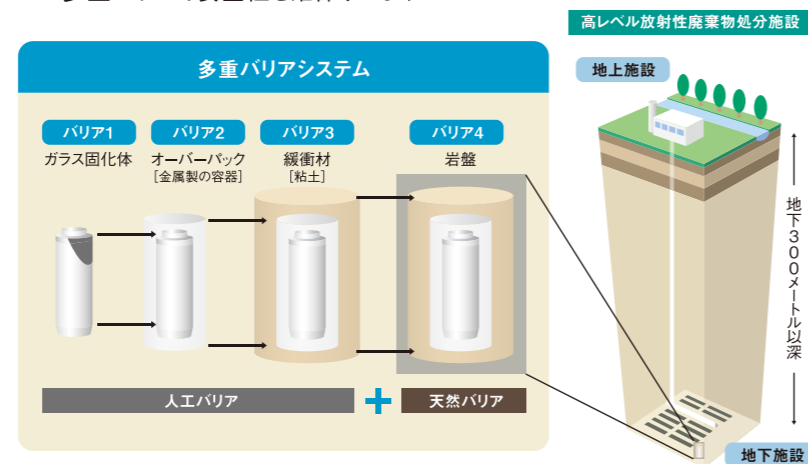 高レベル放射性廃棄物処分施設
多重バリアシステム
地上施設
バリア1
ガラス固化体
バリア2
オーバーパック
[金属製の容器]
バリア3
緩衝材
[粘土]
バリア4
岩盤
地下300メートル以深
人工バリア
+
天然バリア
地下施設